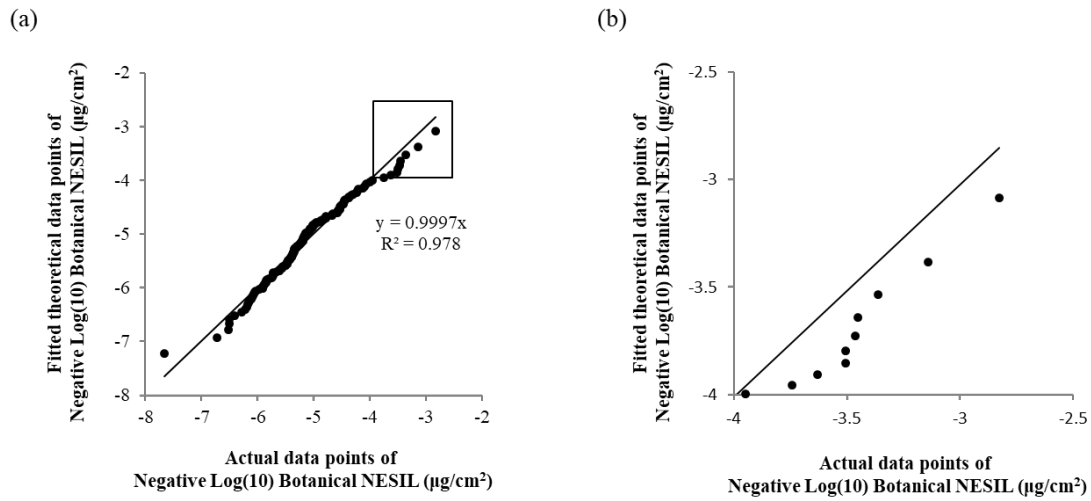 (a)
Fitted theoretical data points of
Negative Log(10) Botanical NESIL (µg/cm²)
-2
-3
-4
-5
-6
-7
-8
y = 0.9997x
R² = 0.978
-8
-7
-6
-5
-4
-3
-2
Actual data points of
Negative Log(10) Botanical NESIL (µg/cm²)
(b)
Fitted theoretical data points of
Negative Log(10) Botanical NESIL (µg/cm²)
-2.5
-3
-3.5
-4
-4
-3.5
-3
-2.5
Actual data points of
Negative Log(10) Botanical NESIL (µg/cm²)